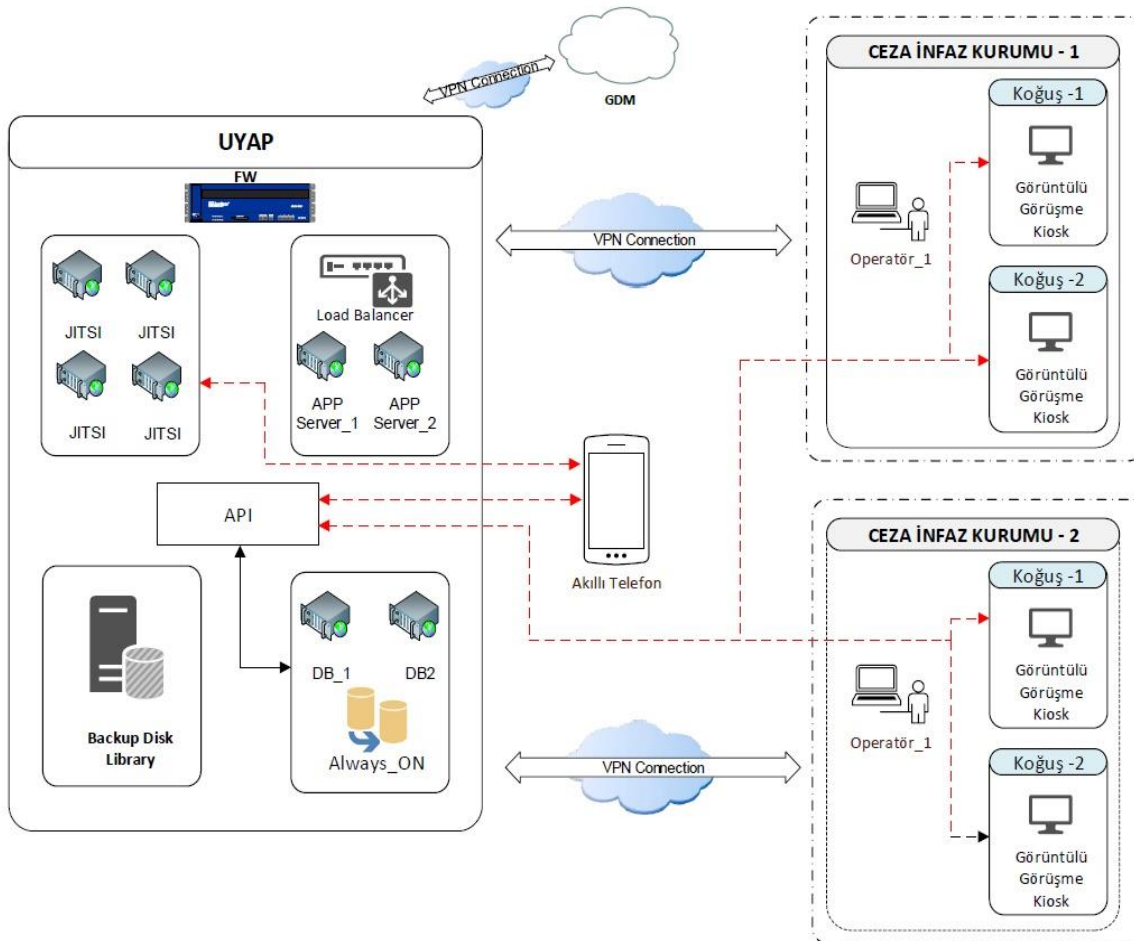 VPN Connection
GDM
UYAP
FW
JITSI
JITSI
JITSI
JITSI
Load Balancer
APP
Server_1
APP
Server_2
API
Backup Disk
Library
DB_1
DB2
Always_ON
Akıllı Telefon
VPN Connection
VPN Connection
CEZA İNFAZ KURUMU - 1
Koğuş -1
Görüntülü
Görüşme
Kiosk
Operatör_1
Koğuş -2
Görüntülü
Görüşme
Kiosk
CEZA İNFAZ KURUMU - 2
Koğuş -1
Görüntülü
Görüşme
Kiosk
Operatör_1
Koğuş -2
Görüntülü
Görüşme
Kiosk